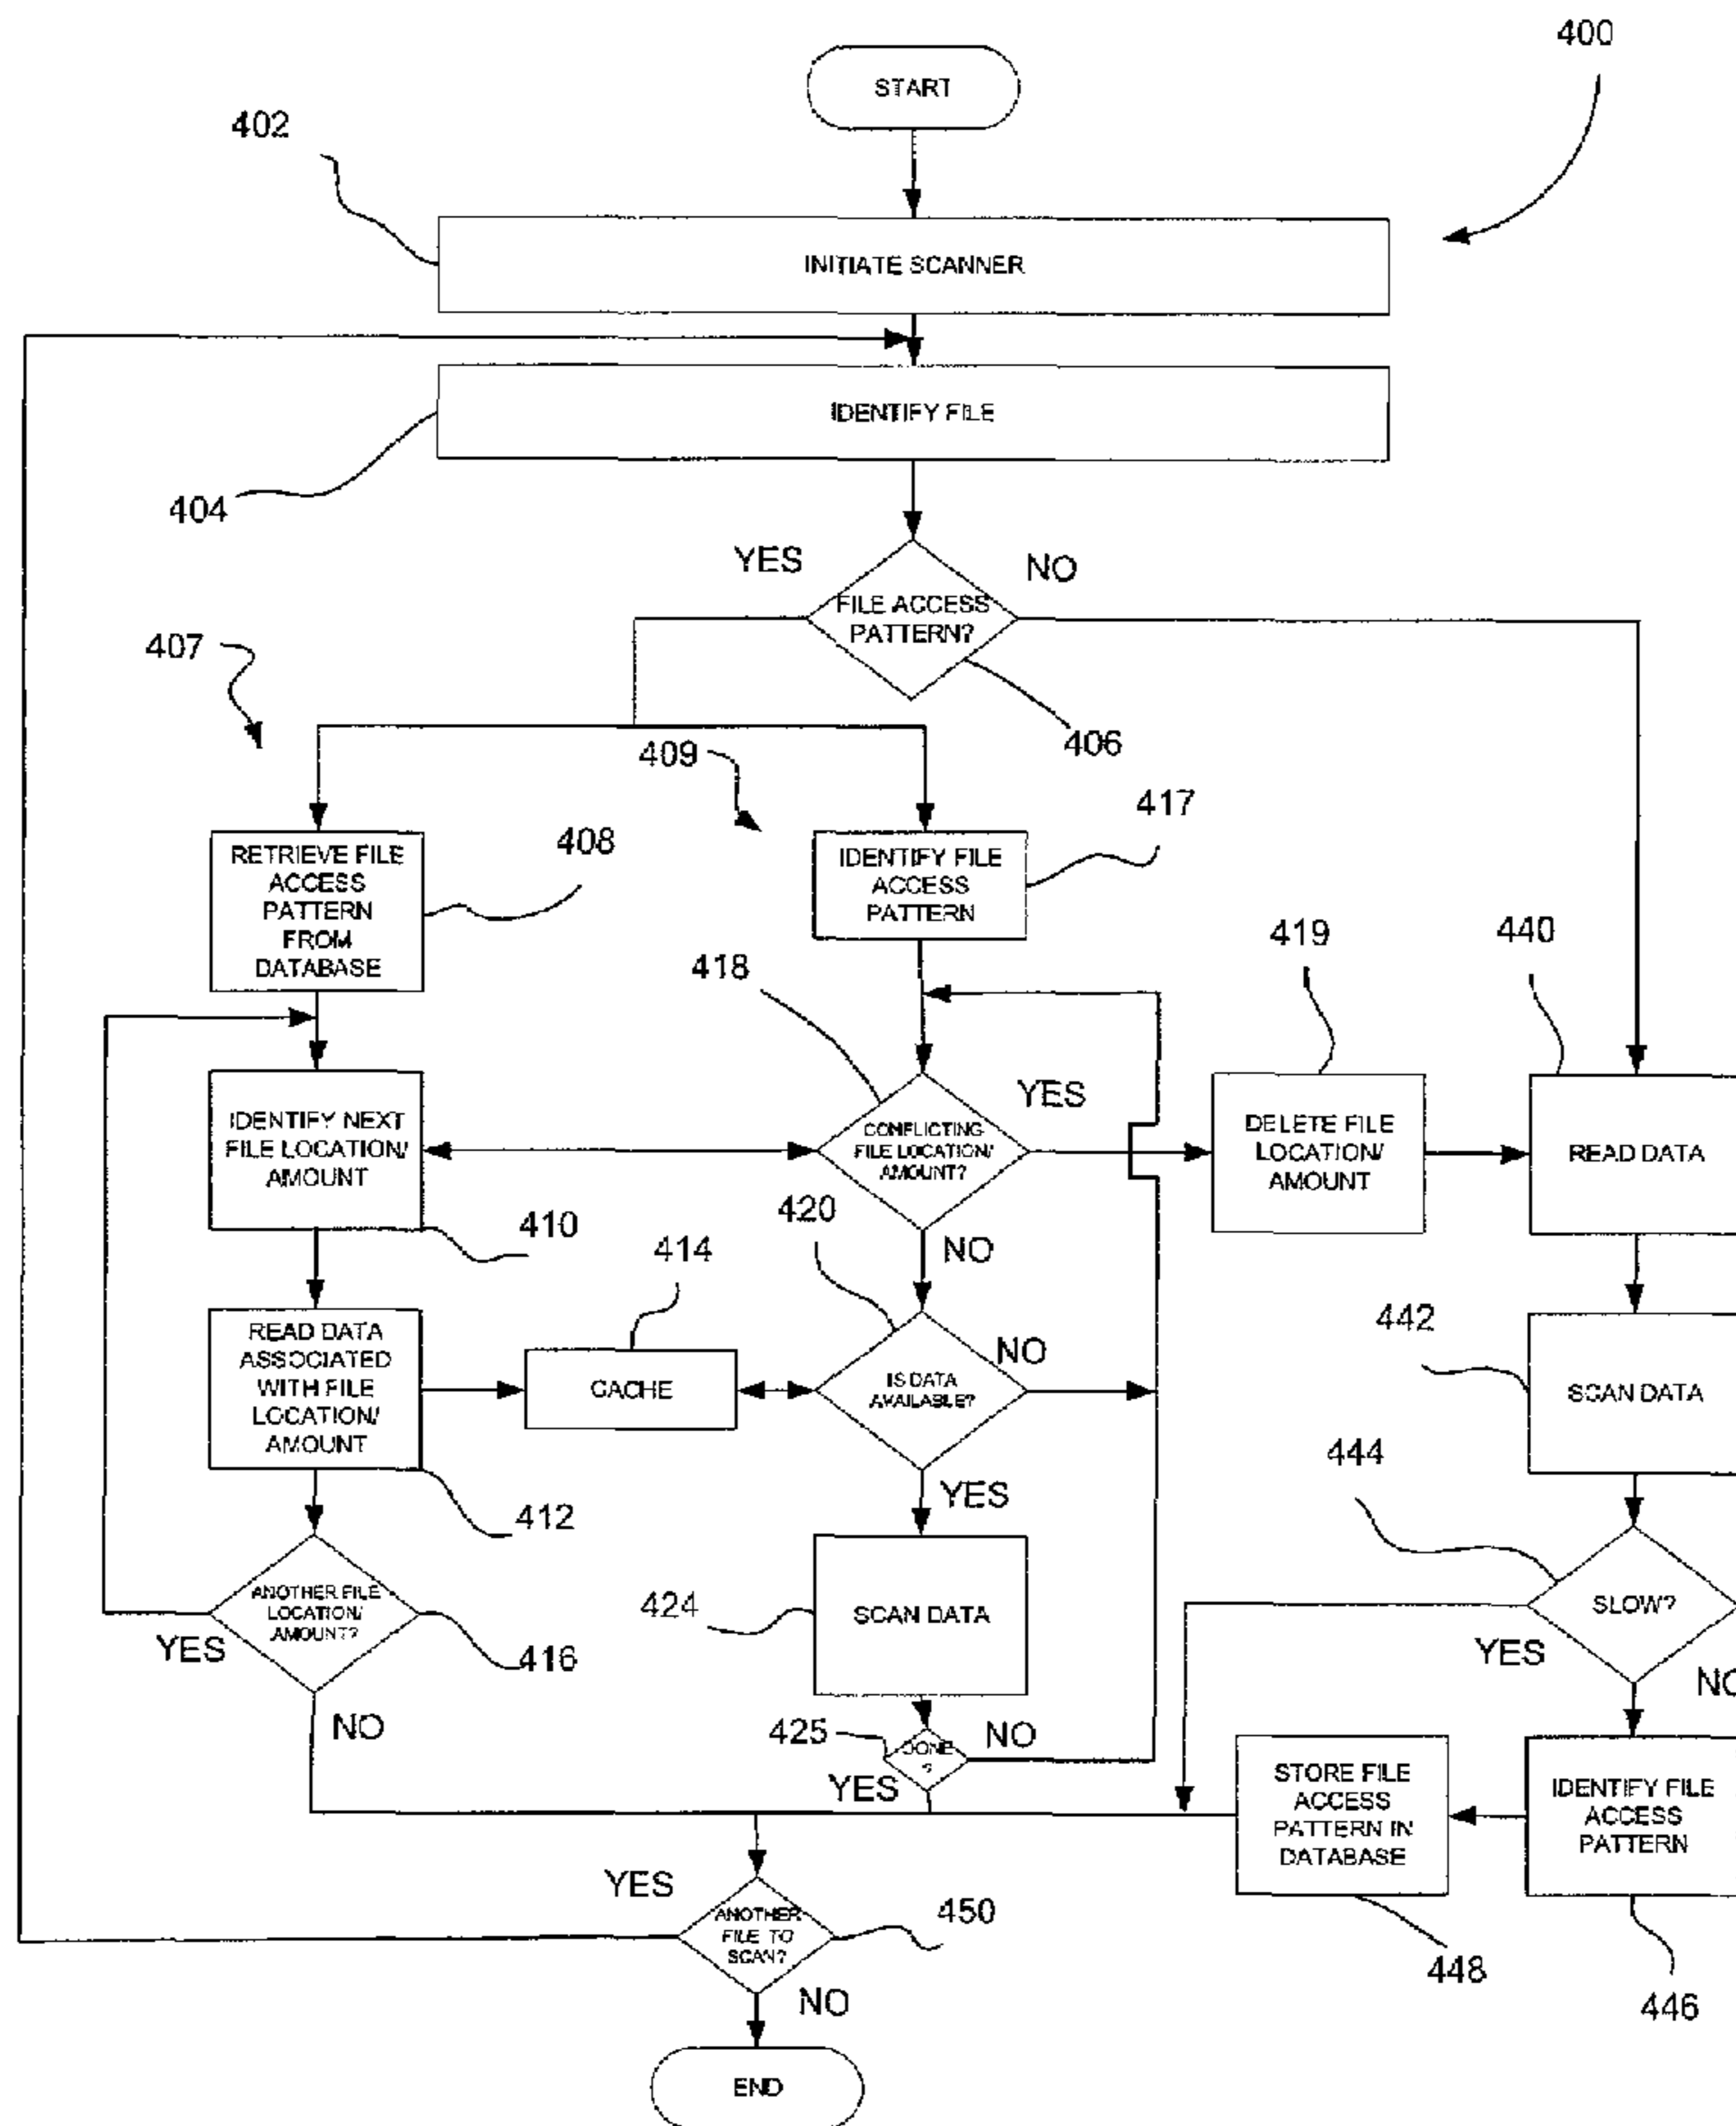 400
START
402
INITIATE SCANNER
IDENTIFY FILE
404
YES
NO
FILE ACCESS
PATTERN?
407
406
409
417
408
RETRIEVE FILE
ACCESS
PATTERN
FROM
DATABASE
IDENTIFY FILE
ACCESS
PATTERN
419
440
418
YES
IDENTIFY NEXT
FILE LOCATION/
AMOUNT
CONFLICTING
FILE LOCATION/
AMOUNT?
DELETE FILE
LOCATION/
AMOUNT
READ DATA
420
410
NO
414
READ DATA
ASSOCIATED
WITH FILE
LOCATION/
AMOUNT
CACHE
IS DATA
AVAILABLE?
NO
442
SCAN DATA
444
412
YES
ANOTHER FILE
LOCATION/
AMOUNT?
YES
416
424
SCAN DATA
SLOW?
YES
NO
NO
425
DONE
?
NO
YES
STORE FILE
ACCESS
PATTERN IN
DATABASE
IDENTIFY FILE
ACCESS
PATTERN
YES
ANOTHER
FILE TO
SCAN?
450
448
446
NO
END